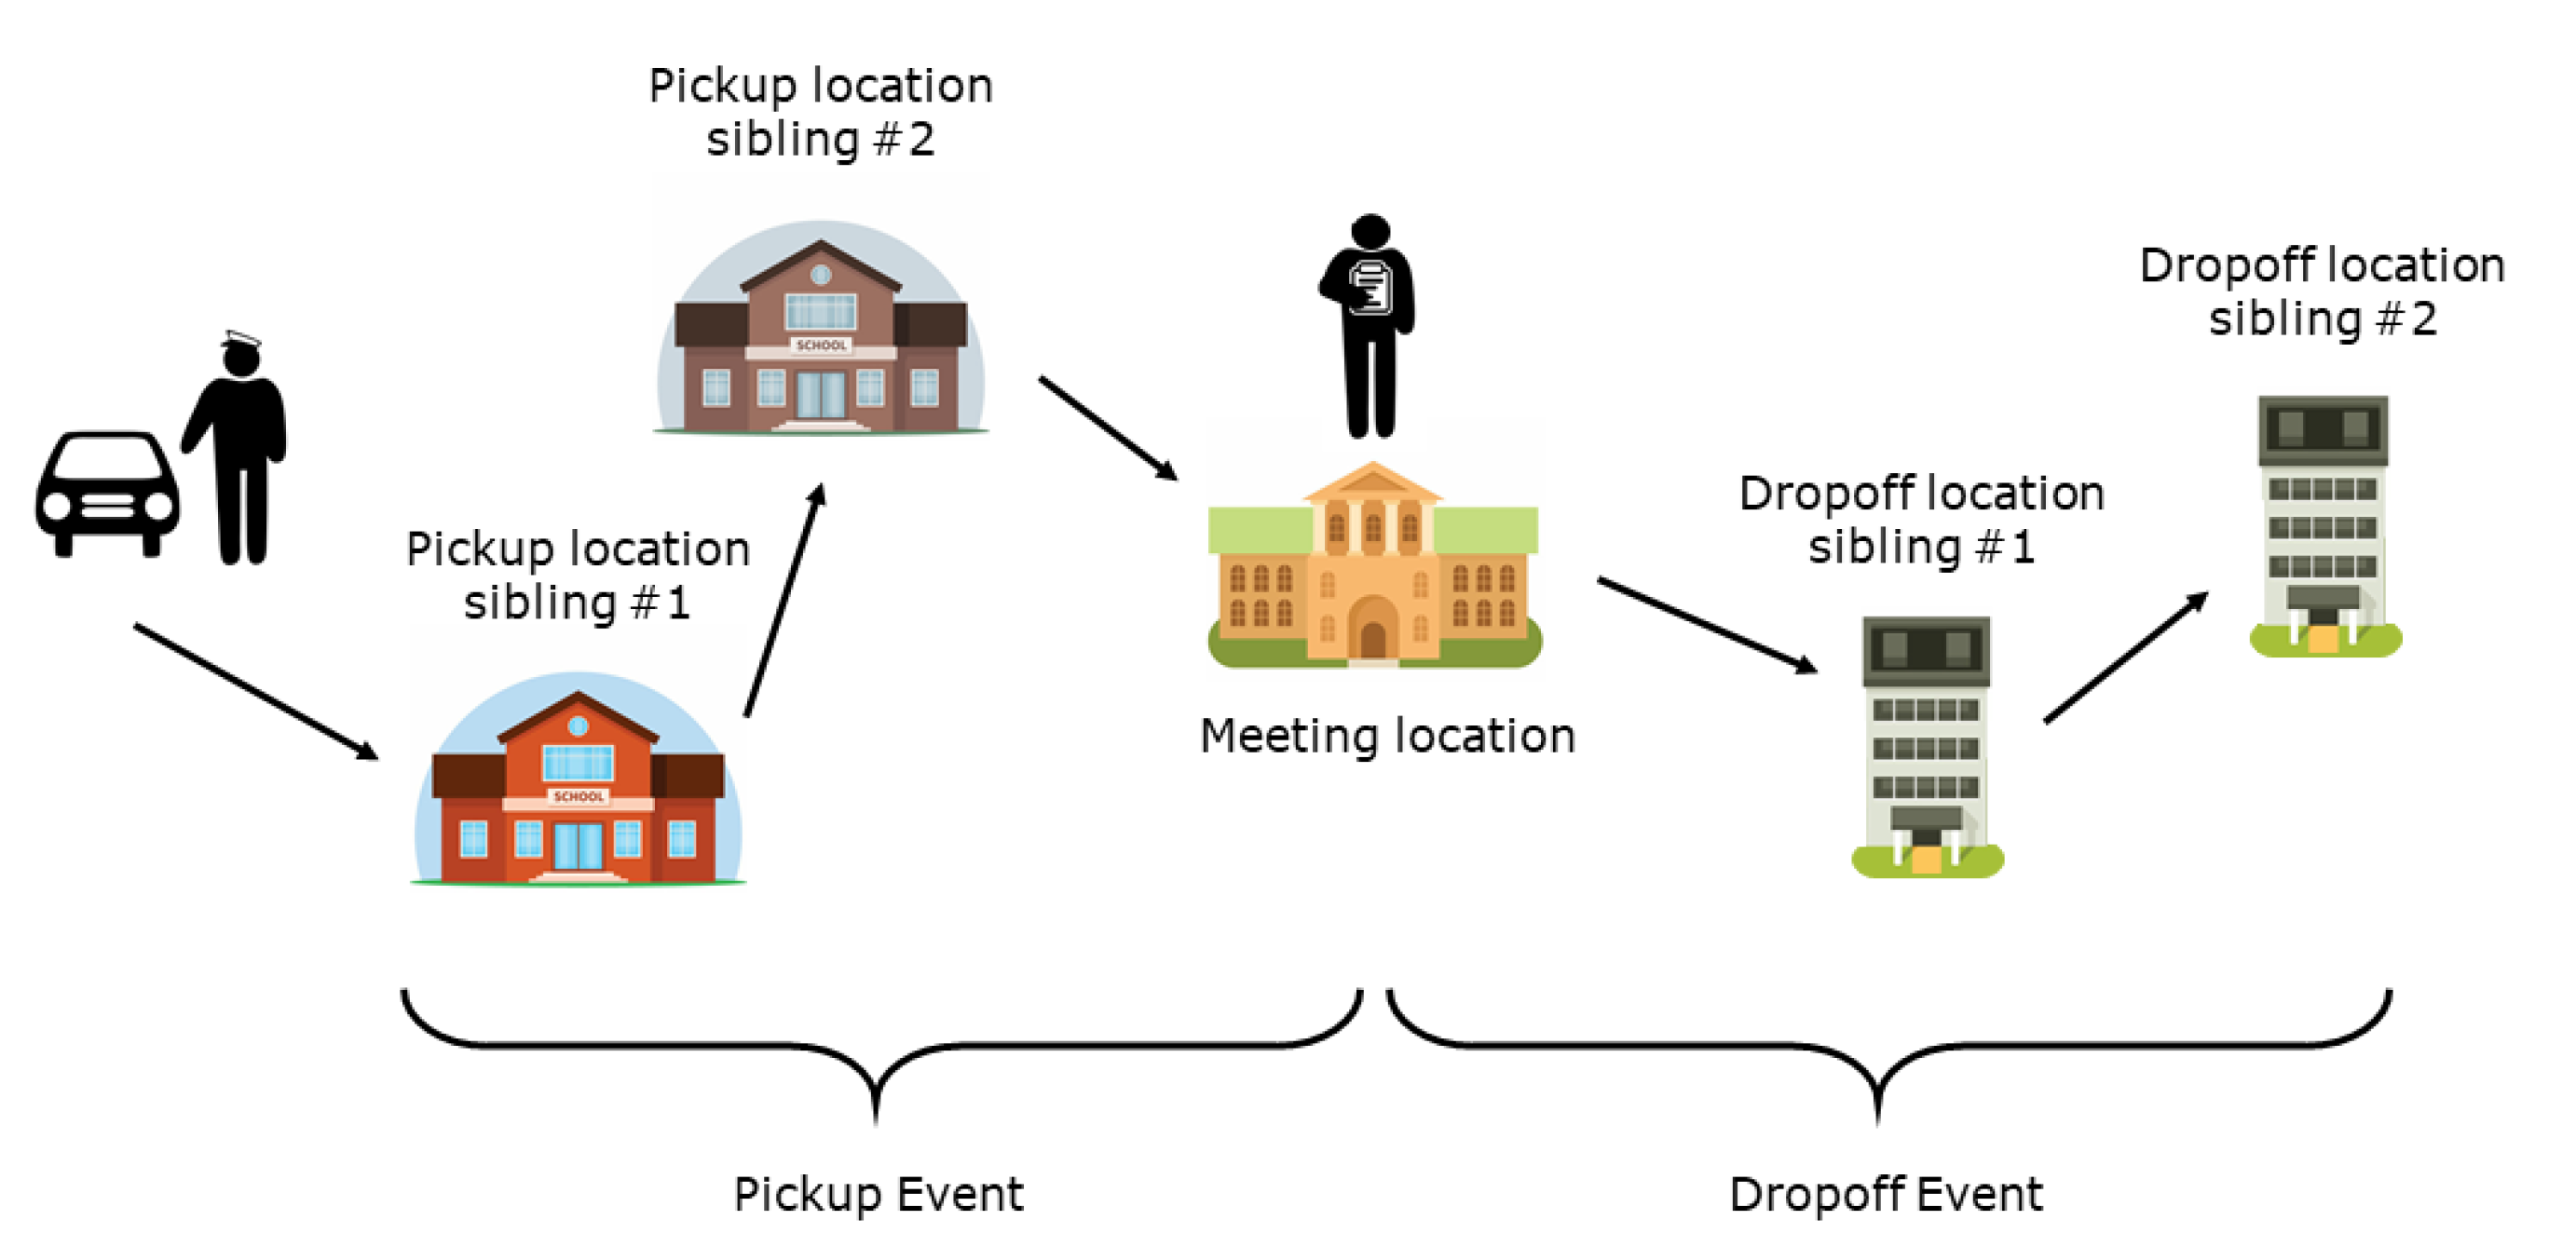 Pickup location
sibling #2
SCHOOL
Pickup location
sibling #1
SCHOOL
Meeting location
Dropoff location
sibling #1
Dropoff location
sibling #2
Pickup Event
Dropoff Event